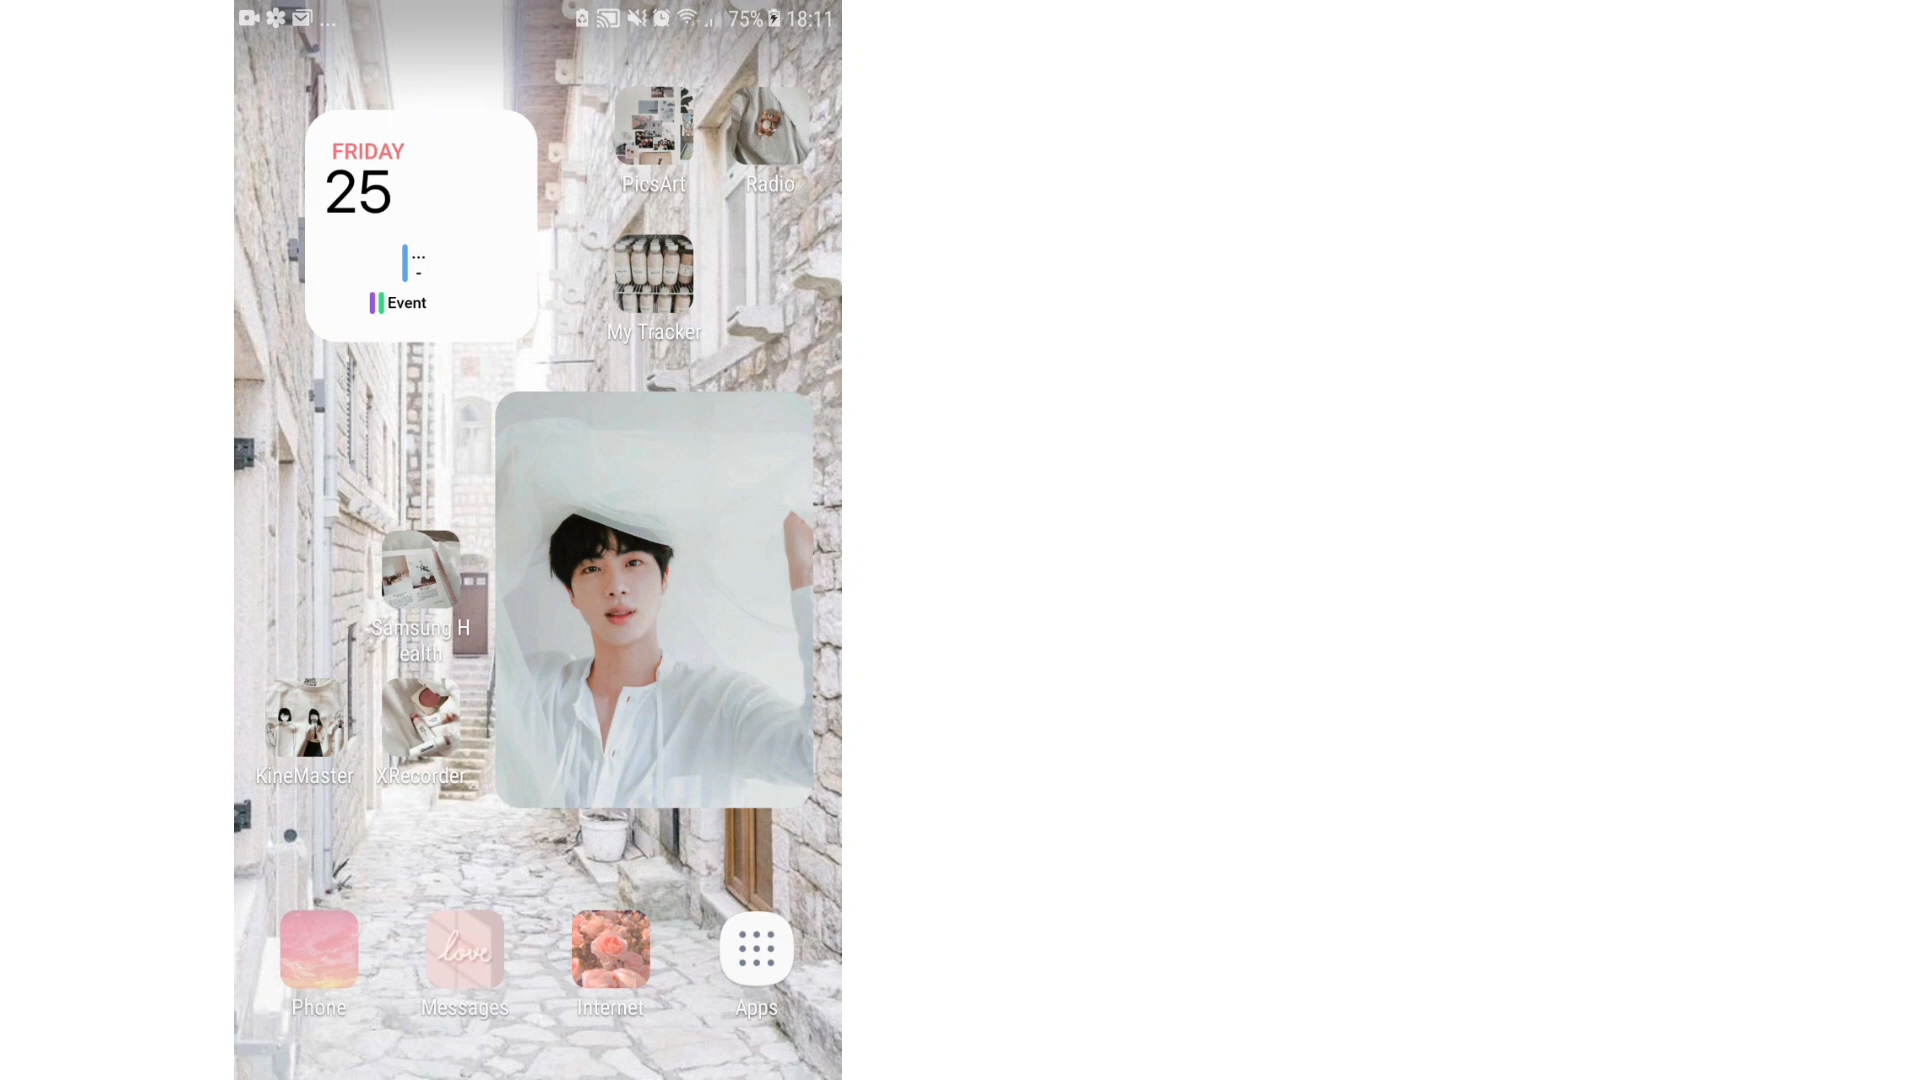 ... 75% 18:11
FRIDAY
25
...
-
Event
PicsArt
Radio
My Tracker
Samsung H
ealth
KineMaster
XRecorder
love
Phone
Messages
Internet
Apps